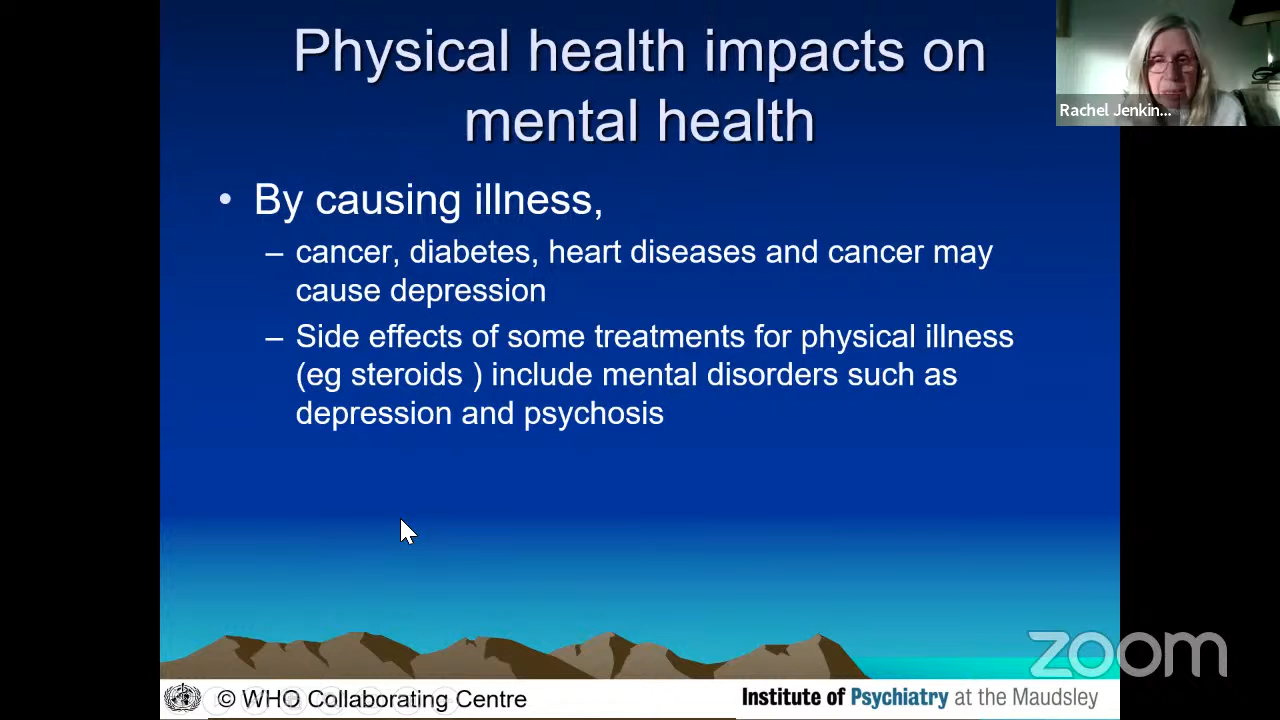 Physical health impacts on
mental health
Rachel Jenkin...
• By causing illness,
– cancer, diabetes, heart diseases and cancer may
cause depression
– Side effects of some treatments for physical illness
(eg steroids ) include mental disorders such as
depression and psychosis
zoom
© WHO Collaborating Centre
Institute of Psychiatry at the Maudsley